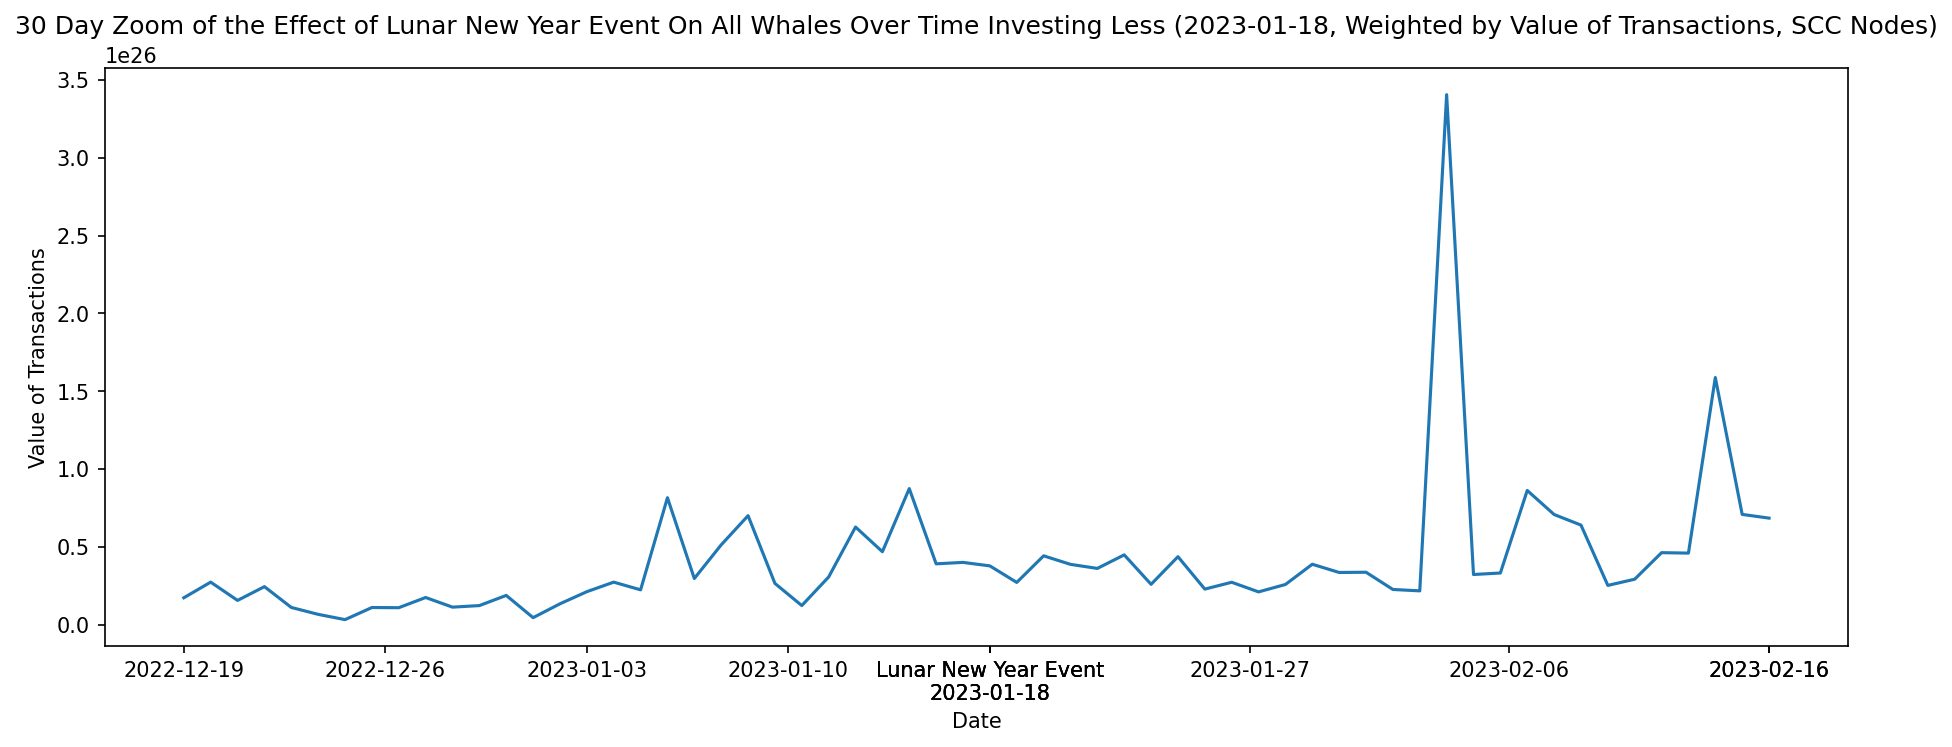 30 Day Zoom of the Effect of Lunar New Year Event On All Whales Over Time Investing Less (2023-01-18, Weighted by Value of Transactions, SCC Nodes)
1e26
3.5
3.0
2.5
2.0
1.5
1.0
0.5
0.0
Value of Transactions
2022-12-19 2022-12-26 2023-01-03 2023-01-10 Lunar New Year Event 2023-01-27 2023-02-06 2023-02-16
2023-01-18
Date